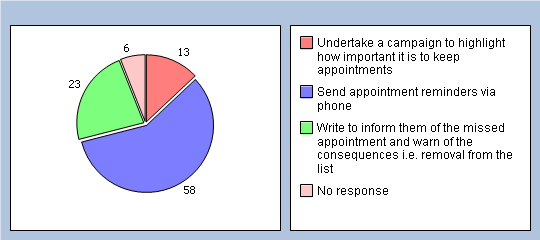 6
13
23
58
Undertake a campaign to highlight
how important it is to keep
appointments
Send appointment reminders via
phone
Write to inform them of the missed
appointment and warn of the
consequences i.e. removal from the
list
No response